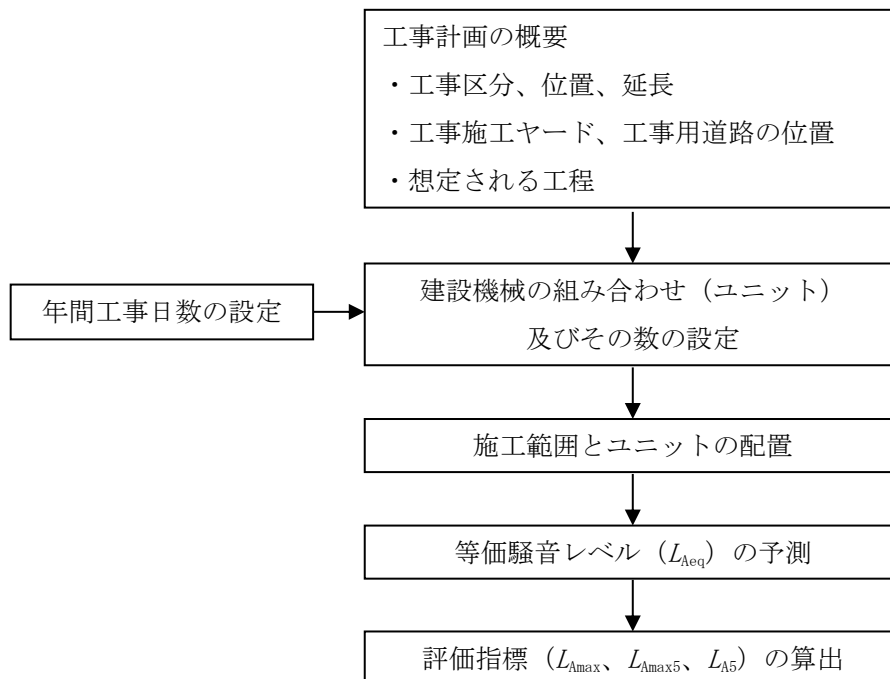 工事計画の概要
・工事区分、位置、延長
・工事施工ヤード、工事用道路の位置
・想定される工程
年間工事日数の設定
建設機械の組み合わせ（ユニット）
及びその数の設定
施工範囲とユニットの配置
等価騒音レベル（LAeq）の予測
評価指標（LAmax、LAmax5、LA5）の算出